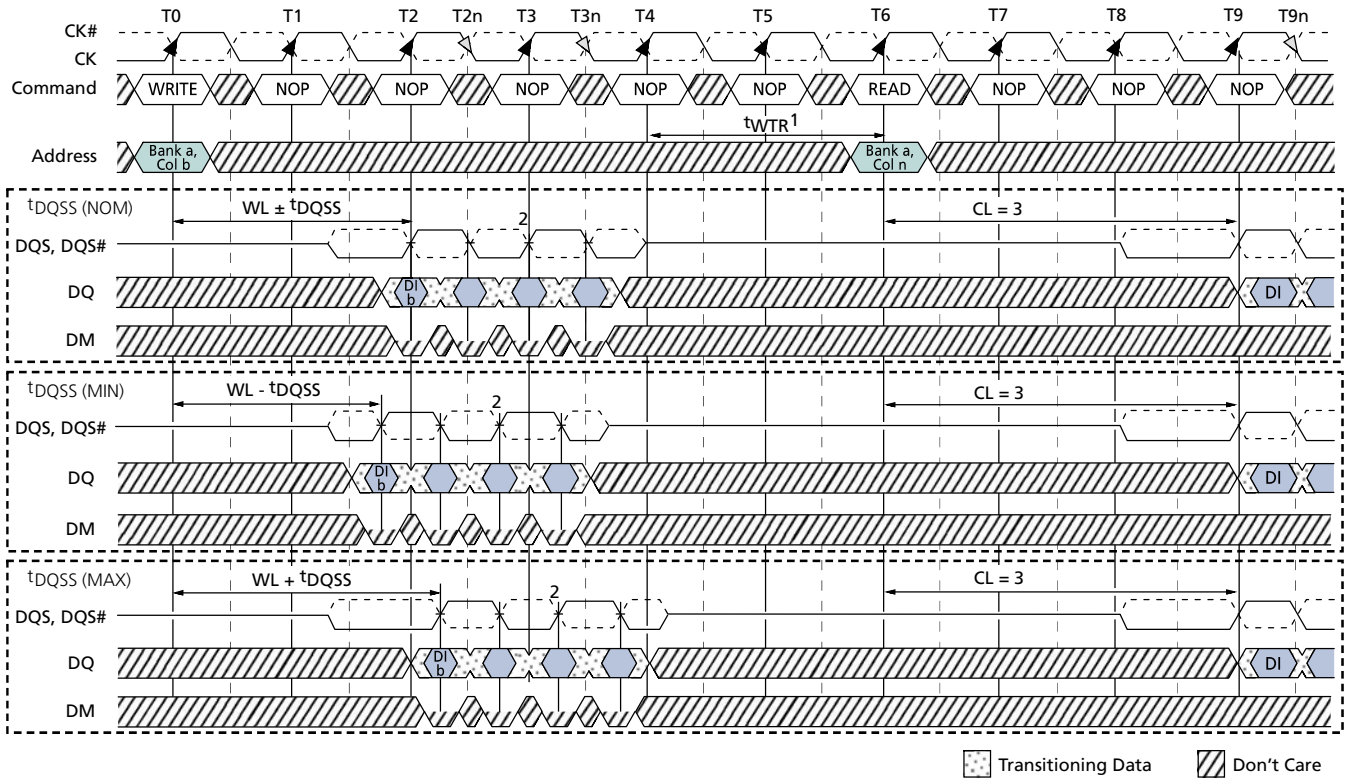 T0 T1 T2 T2n T3 T3n T4 T5 T6 T7 T8 T9 T9n
CK#
CK
Command WRITE NOP NOP NOP NOP NOP READ NOP NOP NOP
tWTR1
Address Bank a, Col b Bank a, Col n
tDQSS (NOM) WL ± tDQSS 2 CL = 3
DQS, DQS#
DQ DI b DI
DM
tDQSS (MIN) WL - tDQSS 2 CL = 3
DQS, DQS#
DQ DI b DI
DM
tDQSS (MAX) WL + tDQSS 2 CL = 3
DQS, DQS#
DQ DI b DI
DM
Transitioning Data Don't Care